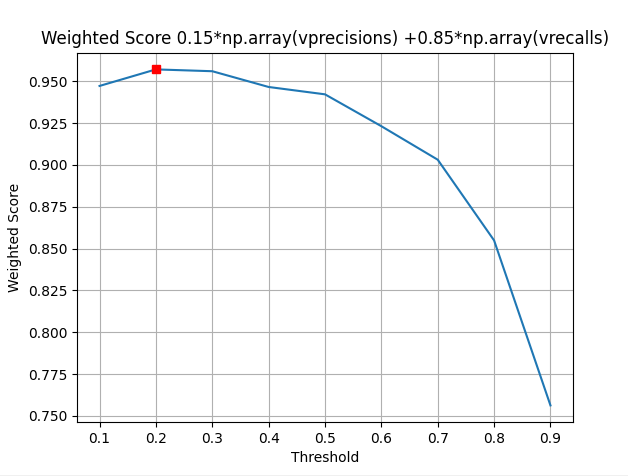 Weighted Score 0.15*np.array(vprecisions) +0.85*np.array(vrecalls)
0.950
0.925
0.900
0.875
0.850
0.825
0.800
0.775
0.750
Weighted Score
0.1 0.2 0.3 0.4 0.5 0.6 0.7 0.8 0.9
Threshold